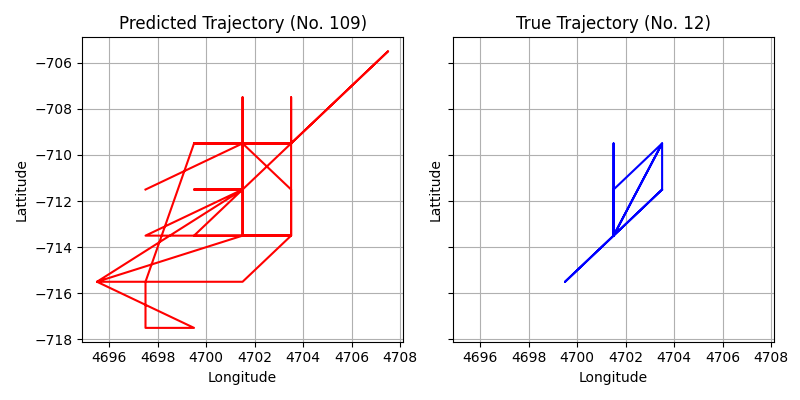 Predicted Trajectory (No. 109)
True Trajectory (No. 12)
−706
−708
−710
−712
−714
−716
−718
Lattitude
Lattitude
4696 4698 4700 4702 4704 4706 4708
4696 4698 4700 4702 4704 4706 4708
Longitude
Longitude